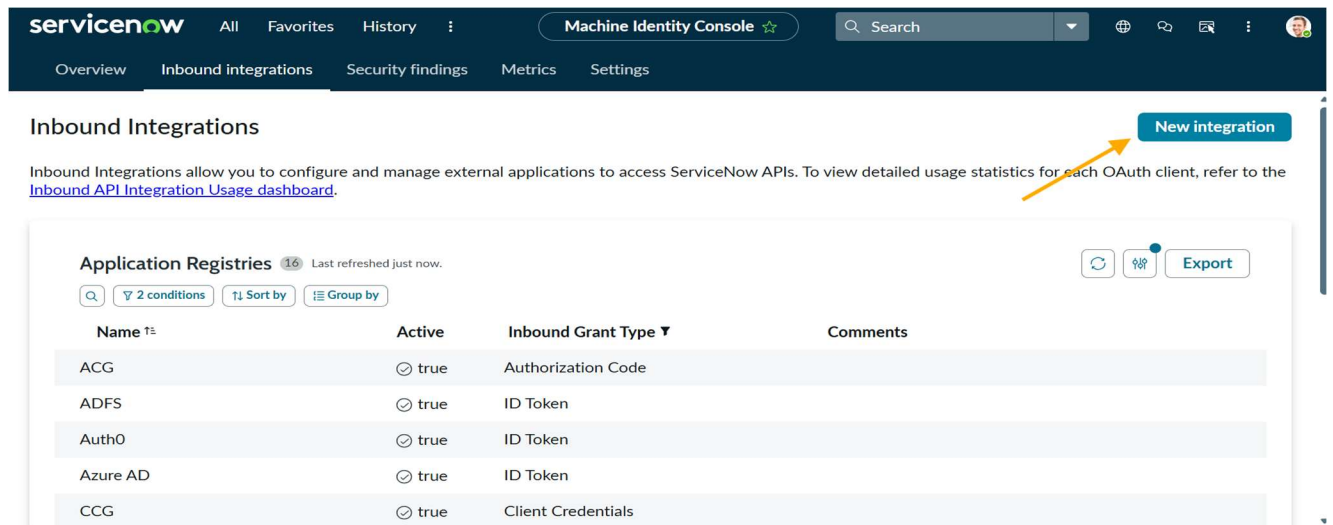 servicenow All Favorites History Machine Identity Console Search
Overview Inbound integrations Security findings Metrics Settings
Inbound Integrations New integration
Inbound Integrations allow you to configure and manage external applications to access ServiceNow APIs. To view detailed usage statistics for each OAuth client, refer to the
Inbound API Integration Usage dashboard.
Application Registries 16 Last refreshed just now. Export
2 conditions Sort by Group by
Name Active Inbound Grant Type Comments
ACG true Authorization Code
ADFS true ID Token
Auth0 true ID Token
Azure AD true ID Token
CCG true Client Credentials